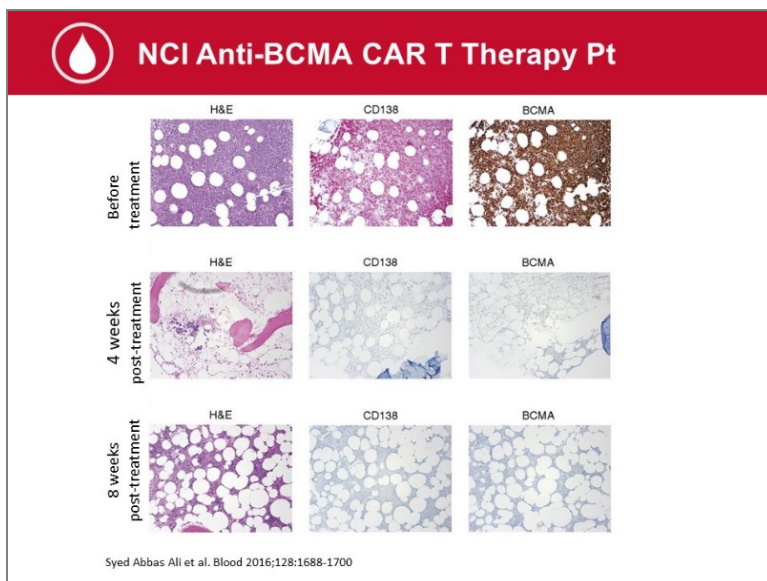 NCI Anti-BCMA CAR T Therapy Pt
H&E CD138 BCMA
Before
treatment
H&E CD138 BCMA
4 weeks
post-treatment
H&E CD138 BCMA
8 weeks
post-treatment
Syed Abbas Ali et al. Blood 2016;128:1688-1700